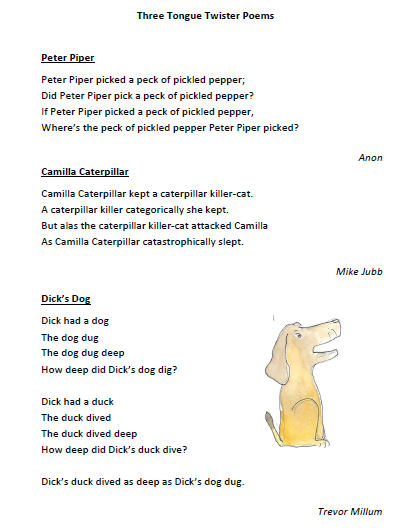 Three Tongue Twister Poems
Peter Piper
Peter Piper picked a peck of pickled pepper;
Did Peter Piper pick a peck of pickled pepper?
If Peter Piper picked a peck of pickled pepper,
Where's the peck of pickled pepper Peter Piper picked?
Anon
Camilla Caterpillar
Camilla Caterpillar kept a caterpillar killer-cat.
A caterpillar killer categorically she kept.
But alas the caterpillar killer-cat attacked Camilla
As Camilla Caterpillar catastrophically slept.
Mike Jubb
Dick's Dog
Dick had a dog
The dog dug
The dog dug deep
How deep did Dick's dog dig?
Dick had a duck
The duck dived
The duck dived deep
How deep did Dick's duck dive?
Dick's duck dived as deep as Dick's dog dug.
Trevor Millum